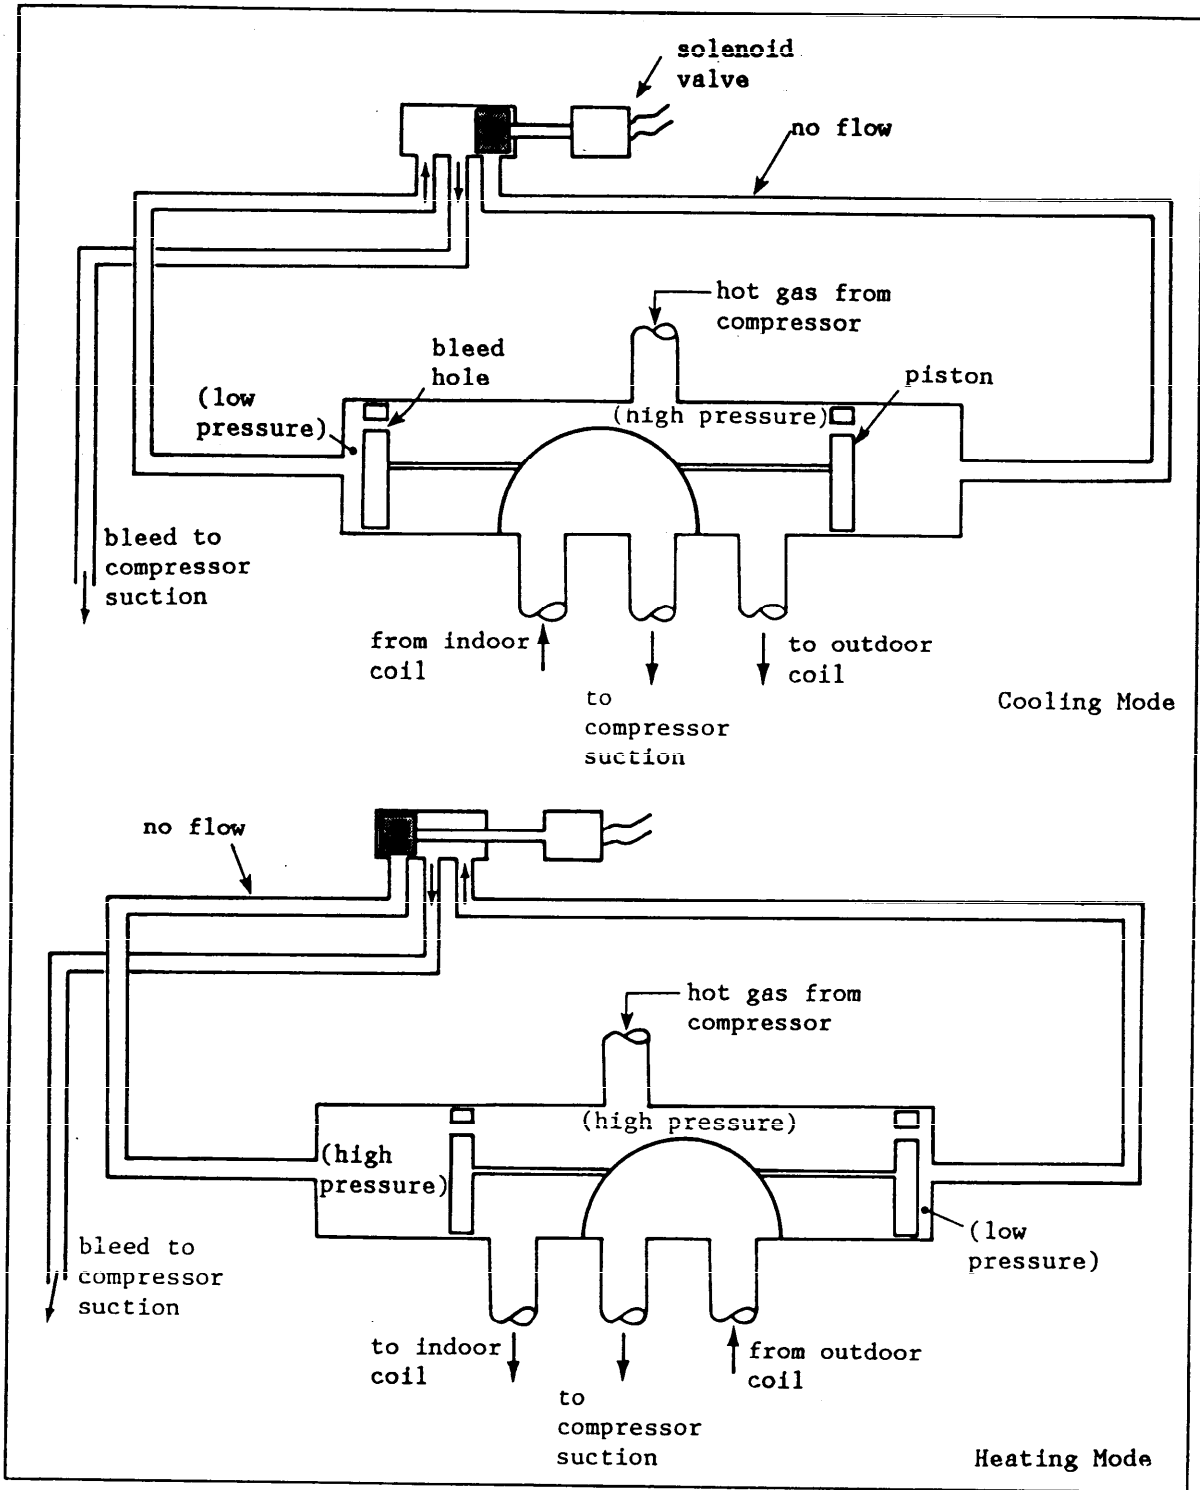 solenoid
valve
no flow
hot gas from
compressor
bleed
hole
piston
(low
pressure)
(high pressure)
bleed to
compressor
suction
from indoor
coil
to outdoor
coil
to
compressor
suction
Cooling Mode
no flow
hot gas from
compressor
(high pressure)
(high
pressure)
(low
pressure)
bleed to
compressor
suction
to indoor
coil
from outdoor
coil
to
compressor
suction
Heating Mode